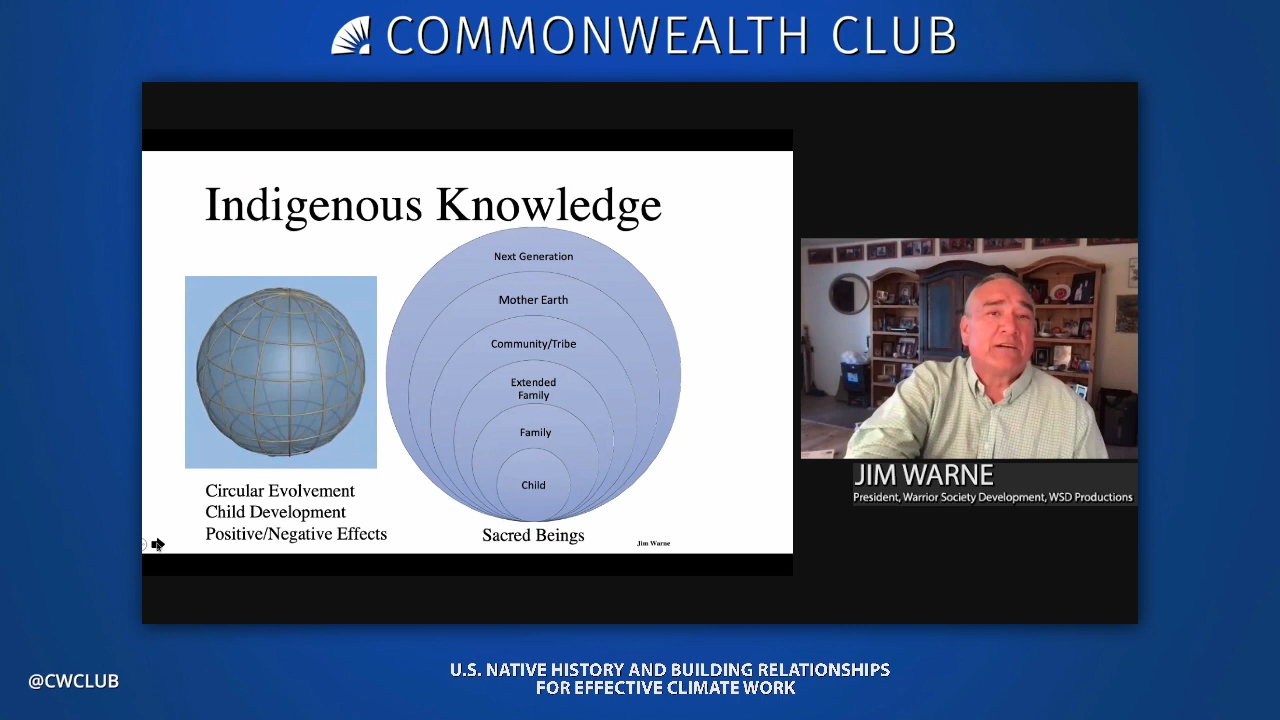 COMMONWEALTH CLUB
Indigenous Knowledge
Next Generation
Mother Earth
Community/Tribe
Extended
Family
Family
Child
Circular Evolvement
Child Development
Positive/Negative Effects
Sacred Beings
Jim Warne
JIM WARNE
President, Warrior Society Development, WSD Productions
@CWCLUB
U.S. NATIVE HISTORY AND BUILDING RELATIONSHIPS
FOR EFFECTIVE CLIMATE WORK